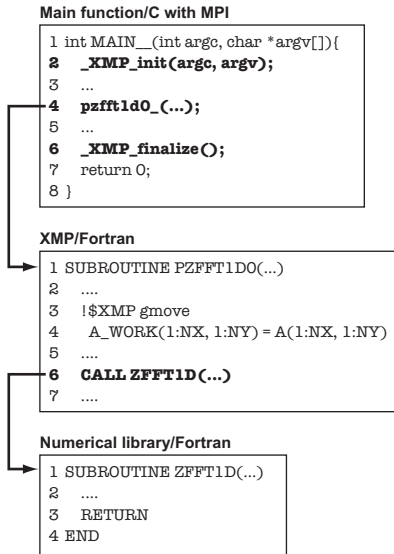 Main function/C with MPI
1 int MAIN__(int argc, char *argv[]){
2 _XMP_init(argc, argv);
3 ...
4 pzfft1d0_(...);
5 ...
6 _XMP_finalize();
7 return 0;
8 }
XMP/Fortran
1 SUBROUTINE PZFFT1D0(...)
2 ....
3 !$XMP gmove
4 A_WORK(1:NX, 1:NY) = A(1:NX, 1:NY)
5 ....
6 CALL ZFFT1D(...)
7 ....
Numerical library/Fortran
1 SUBROUTINE ZFFT1D(...)
2 ....
3 RETURN
4 END